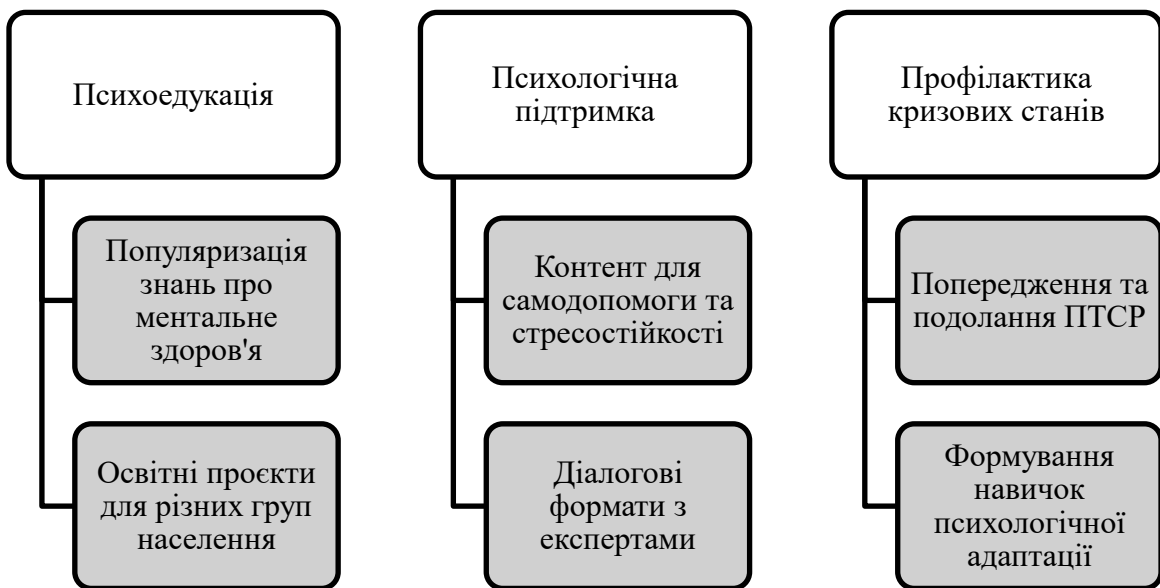 Психоедукація
Популяризація
знань про
ментальне
здоров'я
Освітні проєкти
для різних груп
населення
Психологічна
підтримка
Контент для
самодопомоги та
стресостійкості
Діалогові
формати з
експертами
Профілактика
кризових станів
Попередження та
подолання ПТСР
Формування
навичок
психологічної
адаптації